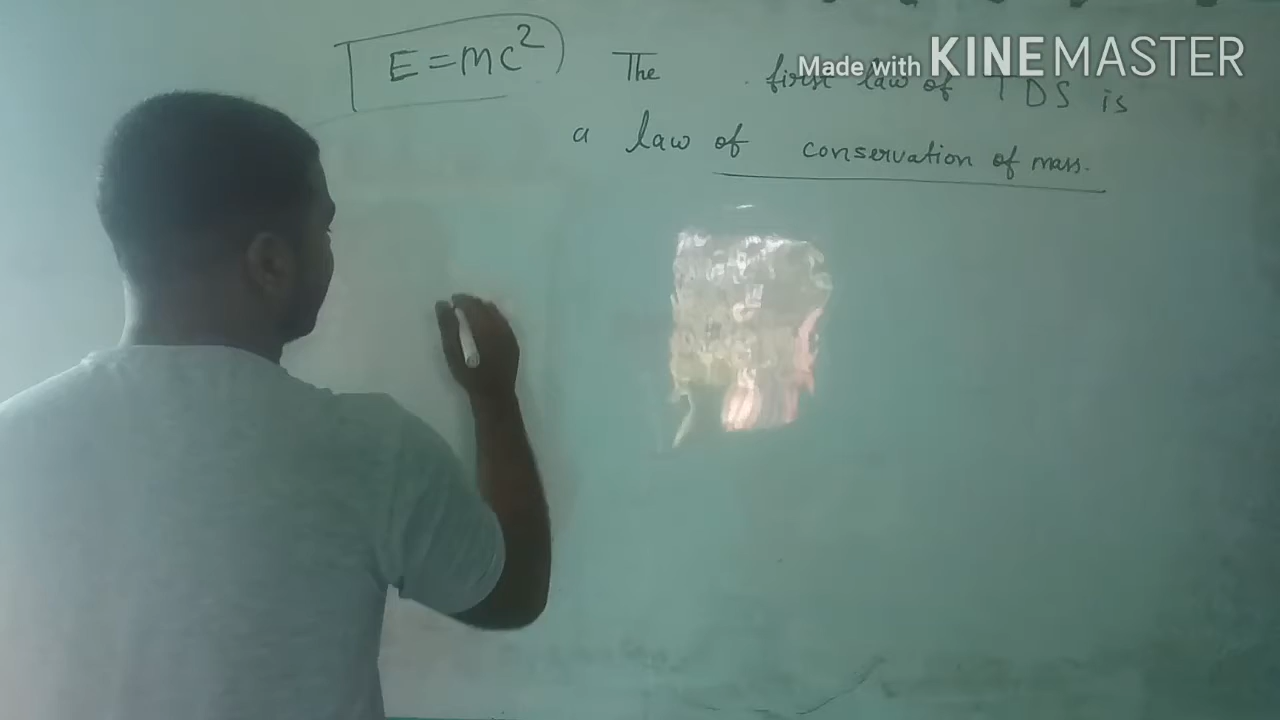 E = mc²
Made with KINEMASTER
The first law of TDS is
a law of conservation of mass.